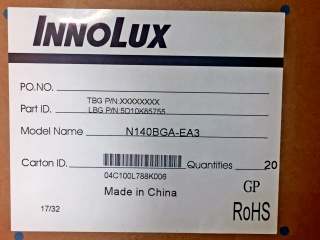 INNOLUX
PO.NO.
TBG P/N:XXXXXXXX
Part ID. LBG P/N:5D10K85755
Model Name N140BGA-EA3
Carton ID. Quantities 20
04C100L788K006
Made in China
GP
17/32 RoHS